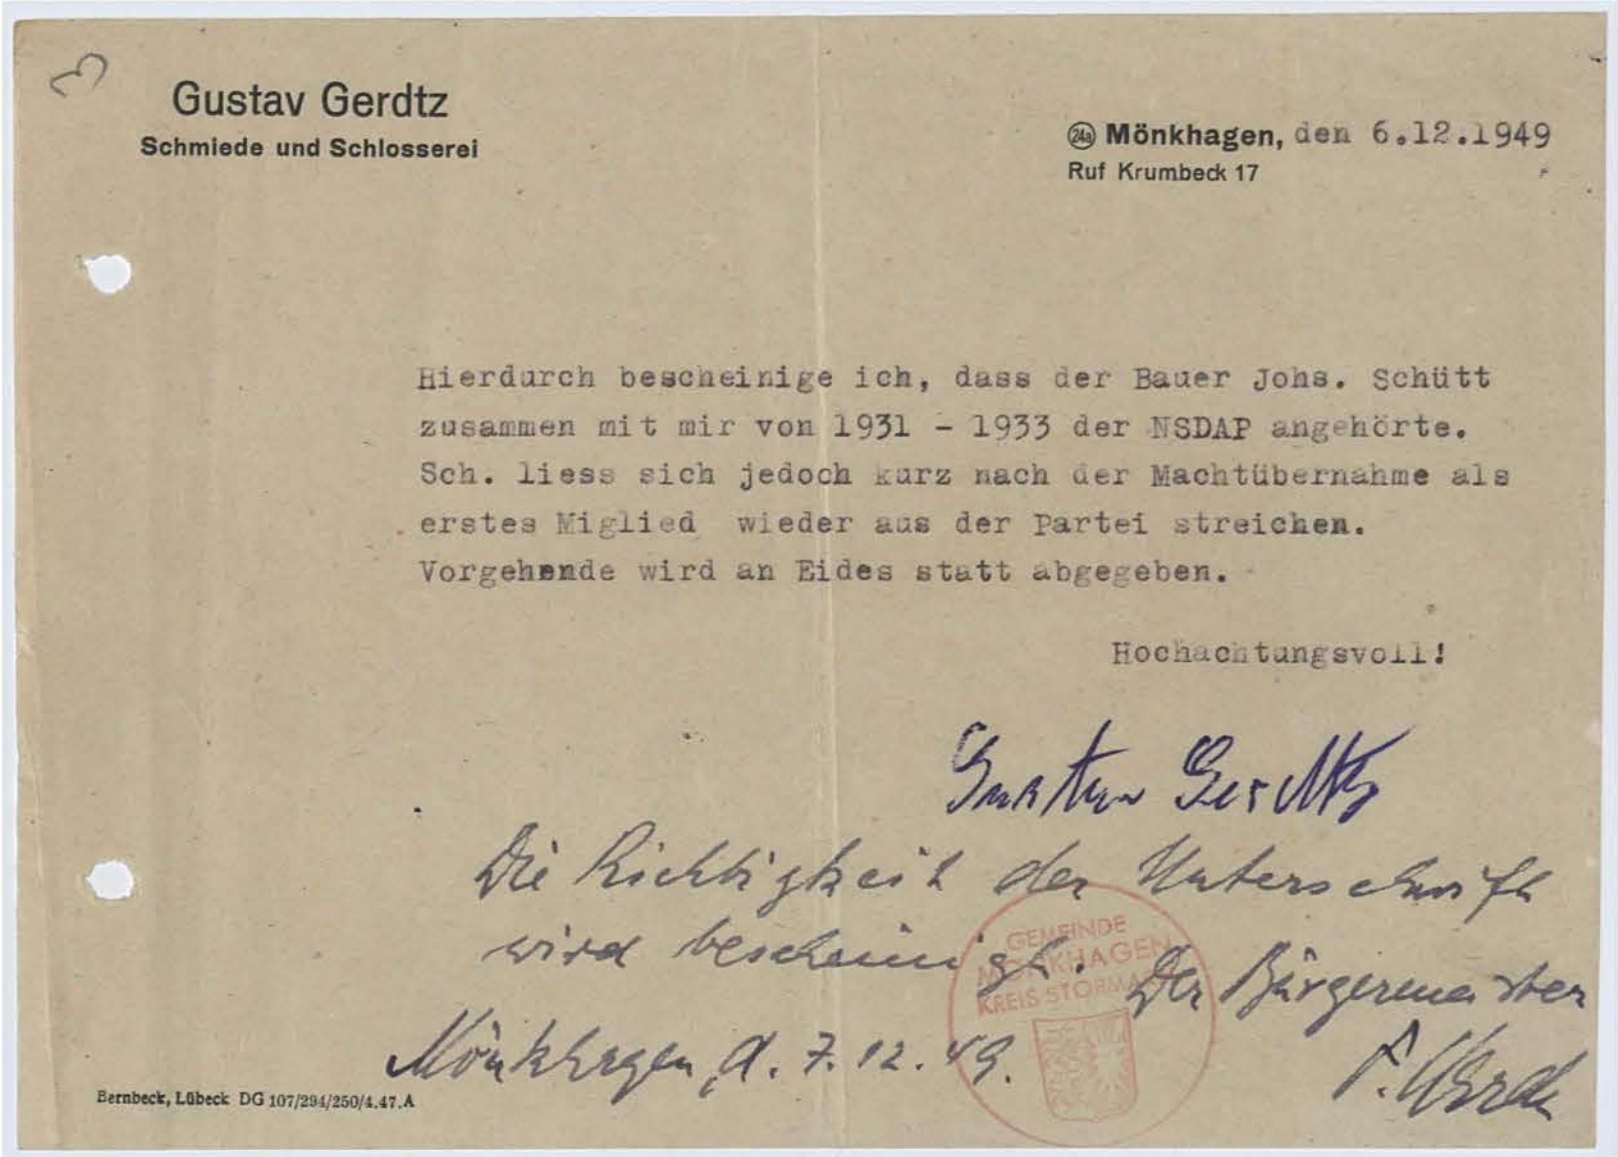 3
Gustav Gerdtz
Schmiede und Schlosserei
24a Mönkhagen, den 6.12.1949
Ruf Krumbeck 17
Hierdurch bescheinige ich, dass der Bauer Johs. Schütt
zusammen mit mir von 1931 - 1933 der NSDAP angehörte.
Sch. liess sich jedoch kurz nach der Machtübernahme als
erstes Miglied wieder aus der Partei streichen.
Vorgehende wird an Eides statt abgegeben.
Hochachtungsvoll!
Gustav Gerdtz
Die Richtigkeit der Unterschrift
wird bescheinigt. Der Bürgermeister
Mönkhagen, d. 7.12.49.
GEMEINDE
MÖNKHAGEN
KREIS STORMARN
Bernbeck, Lübeck DG 107/294/250/4.47.A